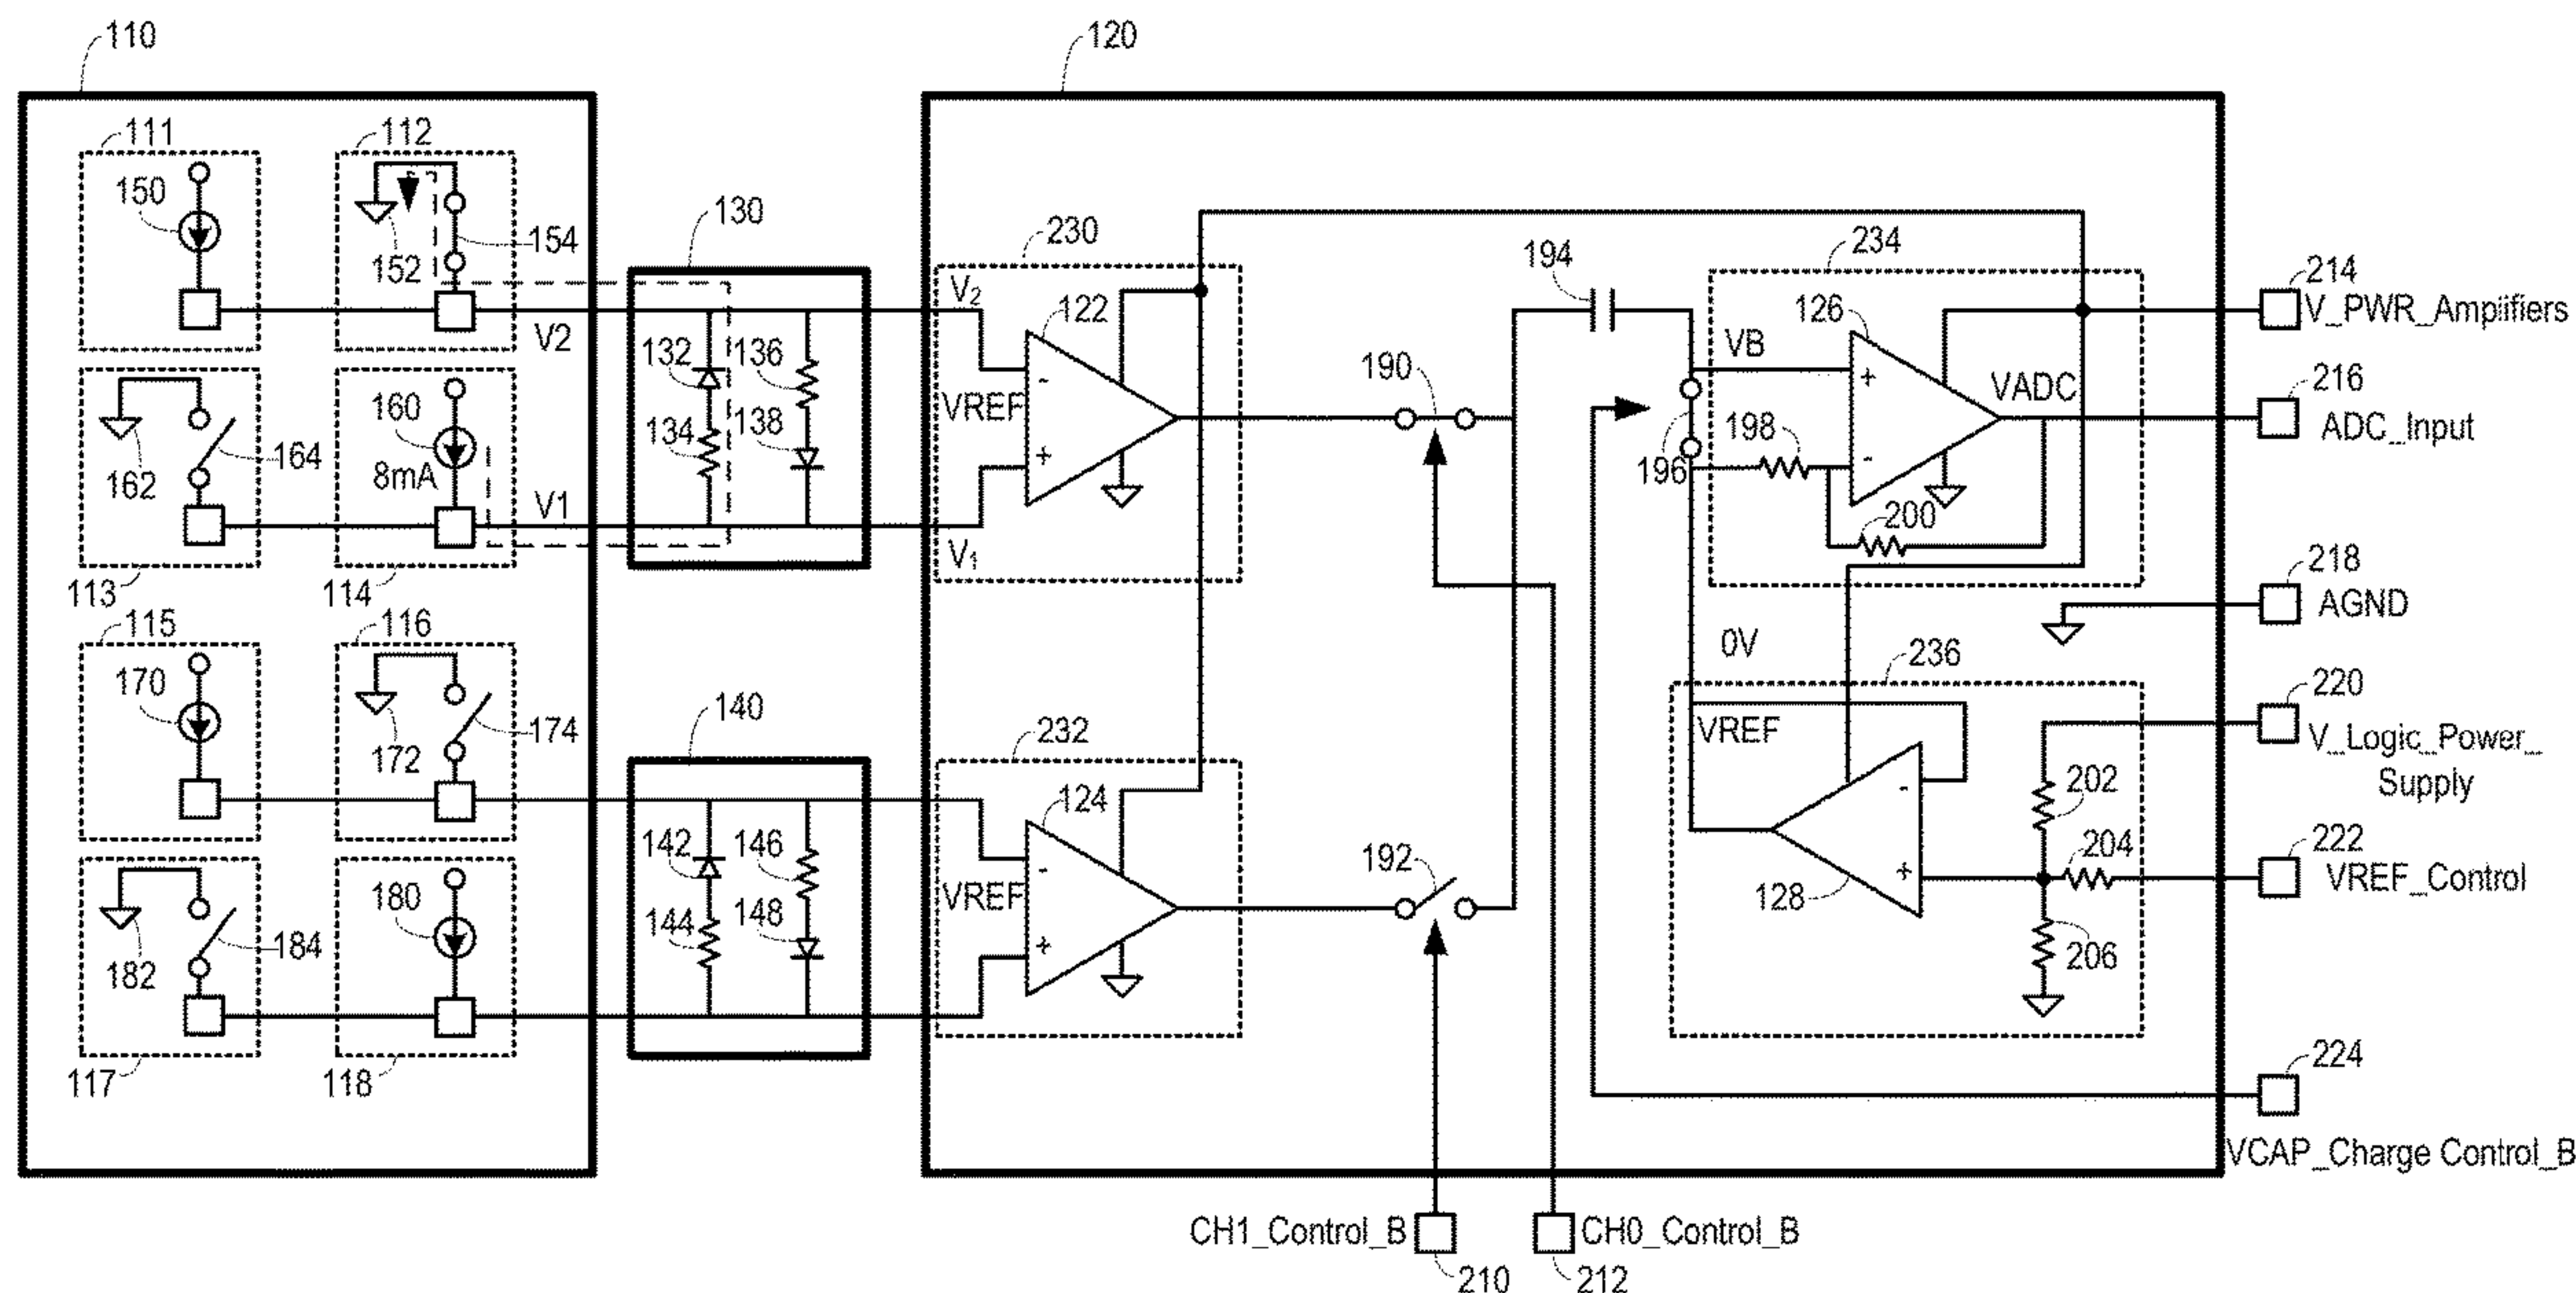 110
120
111
112
150
152
154
V2
130
132
136
134
138
230
V₂
122
VREF
V₁
190
194
234
VB
126
VADC
196
198
200
214
V_PWR_Amplifiers
216
ADC_Input
113
162
164
114
160
8mA
V1
218
AGND
115
170
116
172
174
140
142
146
144
148
232
124
VREF
192
0V
236
VREF
128
202
204
206
220
V_Logic_Power_
Supply
222
VREF_Control
117
182
184
118
180
224
VCAP_Charge Control_B
CH1_Control_B
210
CH0_Control_B
212